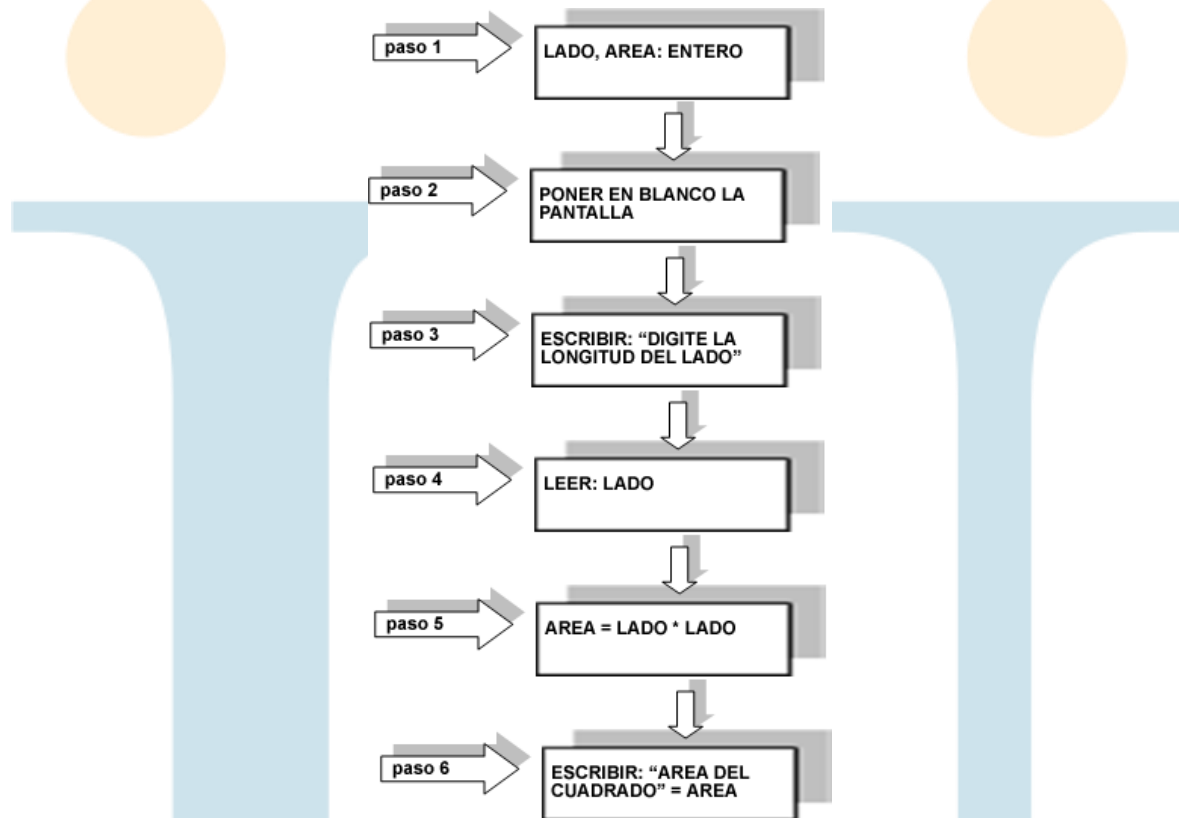 paso 1
LADO, AREA: ENTERO
paso 2
PONER EN BLANCO LA
PANTALLA
paso 3
ESCRIBIR: “DIGITE LA
LONGITUD DEL LADO”
paso 4
LEER: LADO
paso 5
AREA = LADO * LADO
paso 6
ESCRIBIR: “AREA DEL
CUADRADO” = AREA